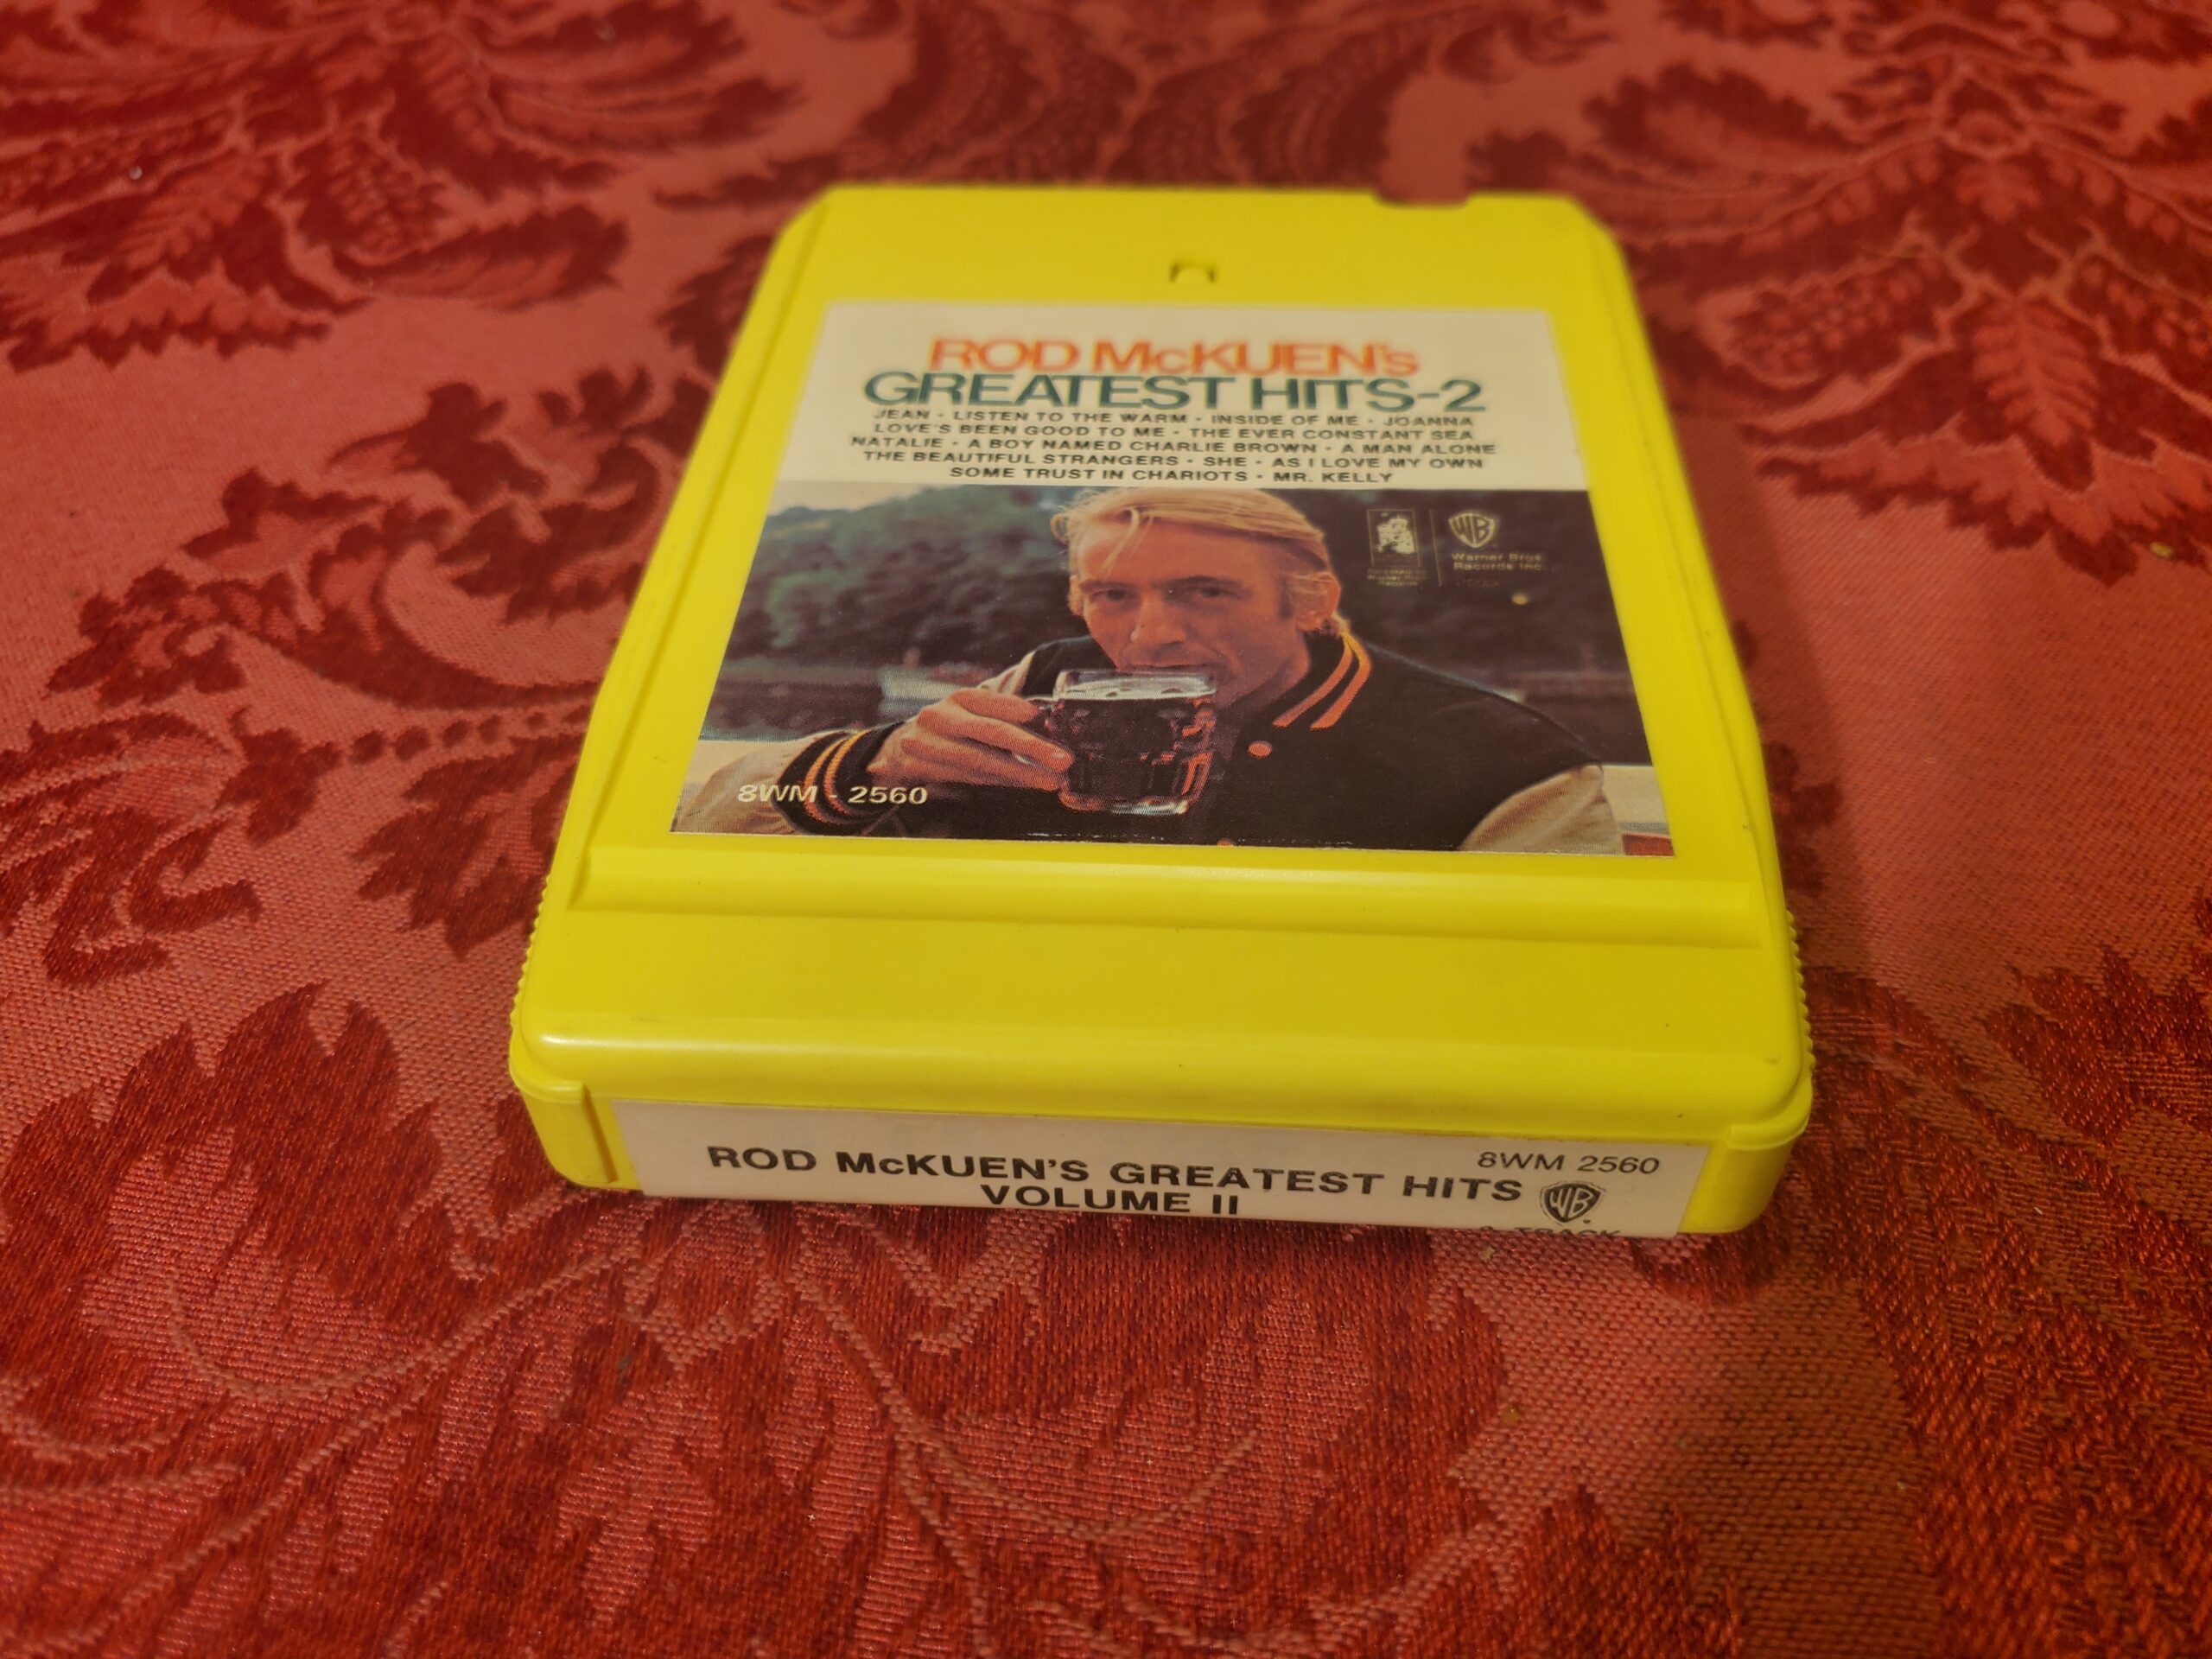 ROD McKUEN's
GREATEST HITS-2
JEAN • LISTEN TO THE WARM • INSIDE OF ME • JOANNA
LOVE'S BEEN GOOD TO ME • THE EVER CONSTANT SEA
NATALIE • A BOY NAMED CHARLIE BROWN • A MAN ALONE
THE BEAUTIFUL STRANGERS • SHE • AS I LOVE MY OWN
SOME TRUST IN CHARIOTS • MR. KELLY
WB
Warner Bros.
Records Inc.
8WM - 2560
8WM 2560
ROD McKUEN'S GREATEST HITS
VOLUME II
WB
8 TRACK